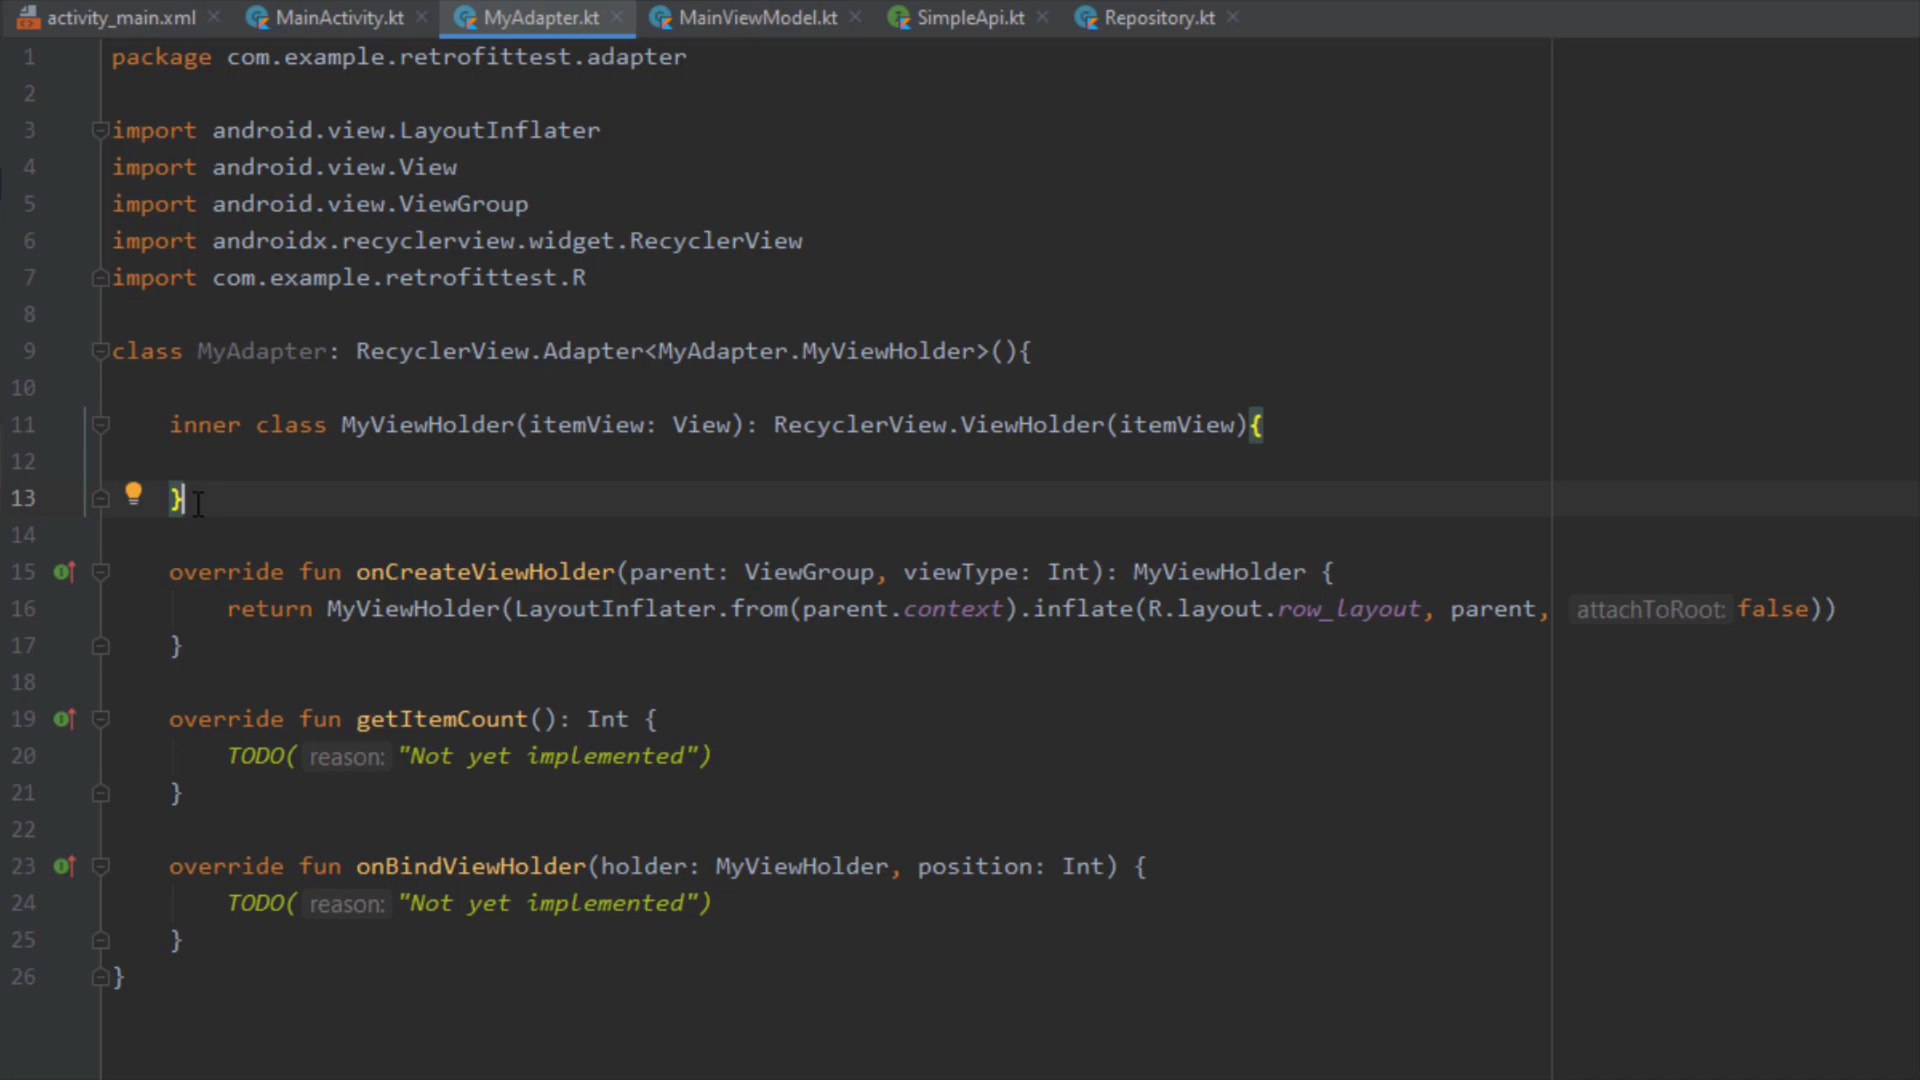 activity_main.xml MainActivity.kt MyAdapter.kt MainViewModel.kt SimpleApi.kt Repository.kt
1 package com.example.retrofittest.adapter
2
3 import android.view.LayoutInflater
4 import android.view.View
5 import android.view.ViewGroup
6 import androidx.recyclerview.widget.RecyclerView
7 import com.example.retrofittest.R
8
9 class MyAdapter: RecyclerView.Adapter<MyAdapter.MyViewHolder>(){
10
11 inner class MyViewHolder(itemView: View): RecyclerView.ViewHolder(itemView){
12
13 }
14
15 override fun onCreateViewHolder(parent: ViewGroup, viewType: Int): MyViewHolder {
16 return MyViewHolder(LayoutInflater.from(parent.context).inflate(R.layout.row_layout, parent, attachToRoot: false))
17 }
18
19 override fun getItemCount(): Int {
20 TODO( reason: "Not yet implemented")
21 }
22
23 override fun onBindViewHolder(holder: MyViewHolder, position: Int) {
24 TODO( reason: "Not yet implemented")
25 }
26 }